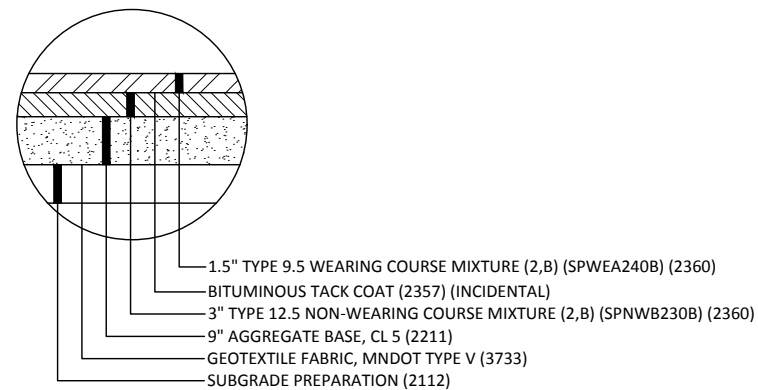 1.5" TYPE 9.5 WEARING COURSE MIXTURE (2,B) (SPWEA240B) (2360)
BITUMINOUS TACK COAT (2357) (INCIDENTAL)
3" TYPE 12.5 NON-WEARING COURSE MIXTURE (2,B) (SPNWB230B) (2360)
9" AGGREGATE BASE, CL 5 (2211)
GEOTEXTILE FABRIC, MNDOT TYPE V (3733)
SUBGRADE PREPARATION (2112)